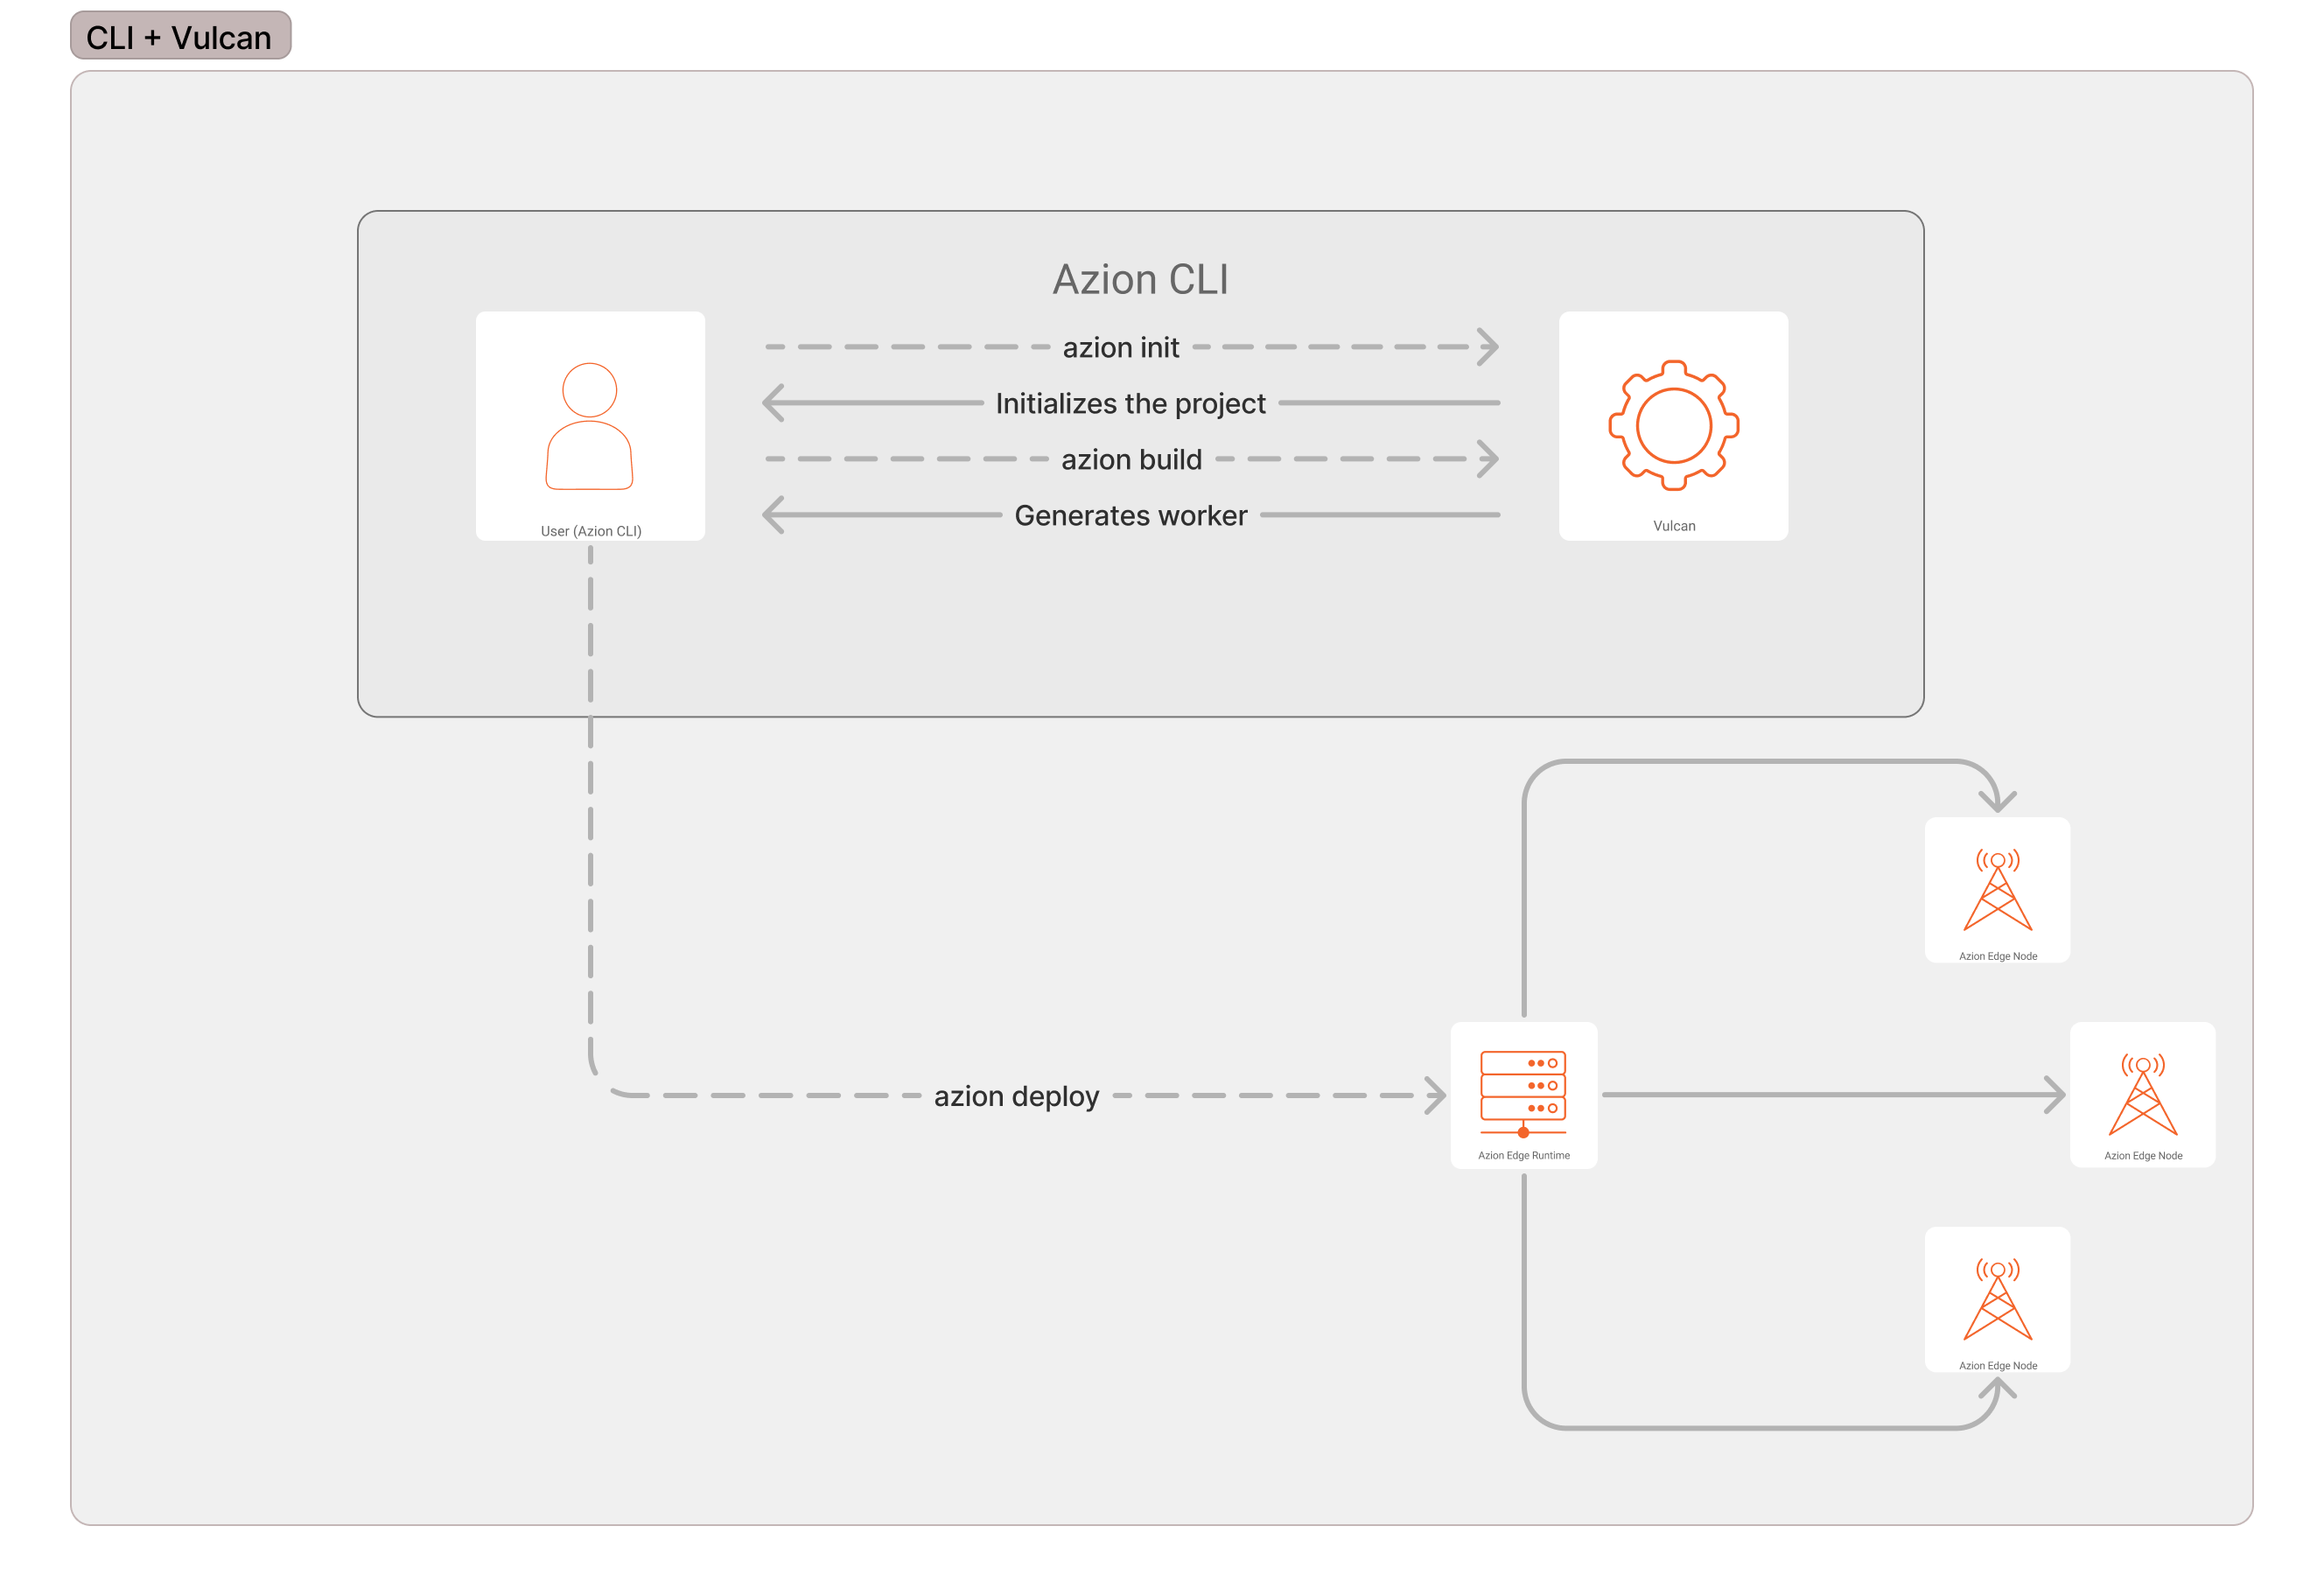 CLI + Vulcan
Azion CLI
azion init
Initializes the project
azion build
Generates worker
User (Azion CLI)
Vulcan
Azion Edge Node
azion deploy
Azion Edge Runtime
Azion Edge Node
Azion Edge Node